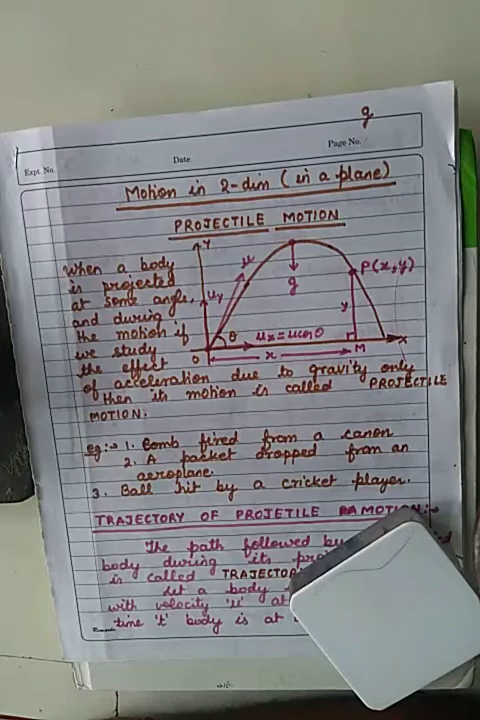 g
Expt. No. Date Page No.
Motion in 2-dim (in a plane)
PROJECTILE MOTION
When a body
is projected
at some angle,
and during
the motion if
we study
the effect
of acceleration due to gravity only
then its motion is called PROJECTILE
MOTION.
Y
u
uy
g
P(x,y)
y
θ
ux = u cos θ
X
O
x
M
eg:→ 1. Bomb fired from a canon
2. A packet dropped from an
aeroplane.
3. Ball hit by a cricket player.
TRAJECTORY OF PROJETILE MOTION:→
The path followed by
body during its
is called TRAJECTOR
Let a body
with velocity 'u' at
time 't' body is at